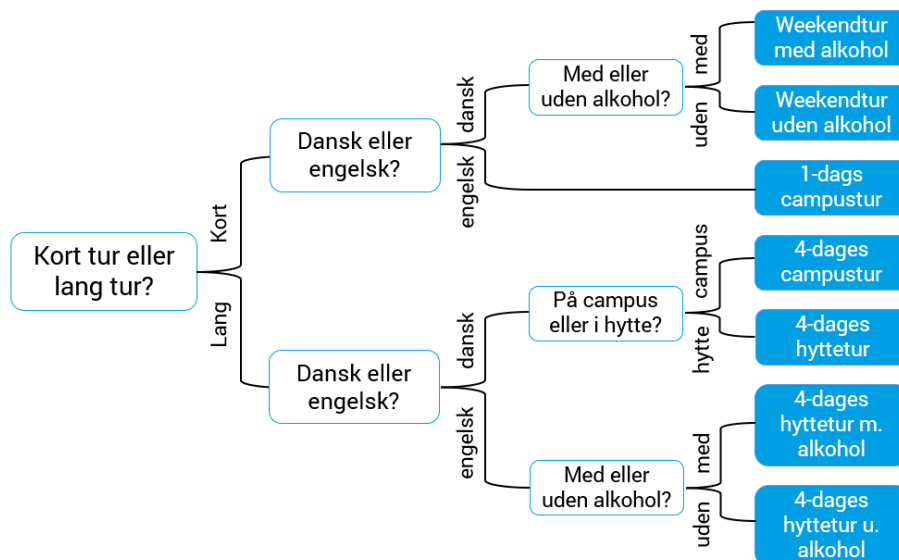 Kort tur eller
lang tur?
Kort
Lang
Dansk eller
engelsk?
dansk
engelsk
Med eller
uden alkohol?
med
uden
Weekendtur
med alkohol
Weekendtur
uden alkohol
1-dags
campustur
Dansk eller
engelsk?
dansk
engelsk
På campus
eller i hytte?
campus
hytte
4-dages
campustur
4-dages
hyttetur
Med eller
uden alkohol?
med
uden
4-dages
hyttetur m.
alkohol
4-dages
hyttetur u.
alkohol